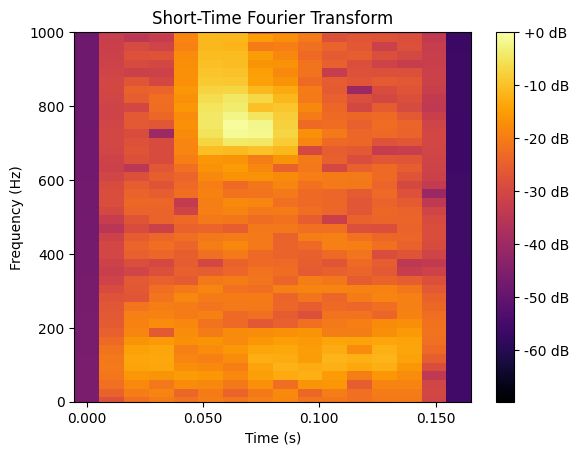 Short-Time Fourier Transform
1000
800
600
400
200
0
Frequency (Hz)
0.000
0.050
0.100
0.150
Time (s)
+0 dB
-10 dB
-20 dB
-30 dB
-40 dB
-50 dB
-60 dB